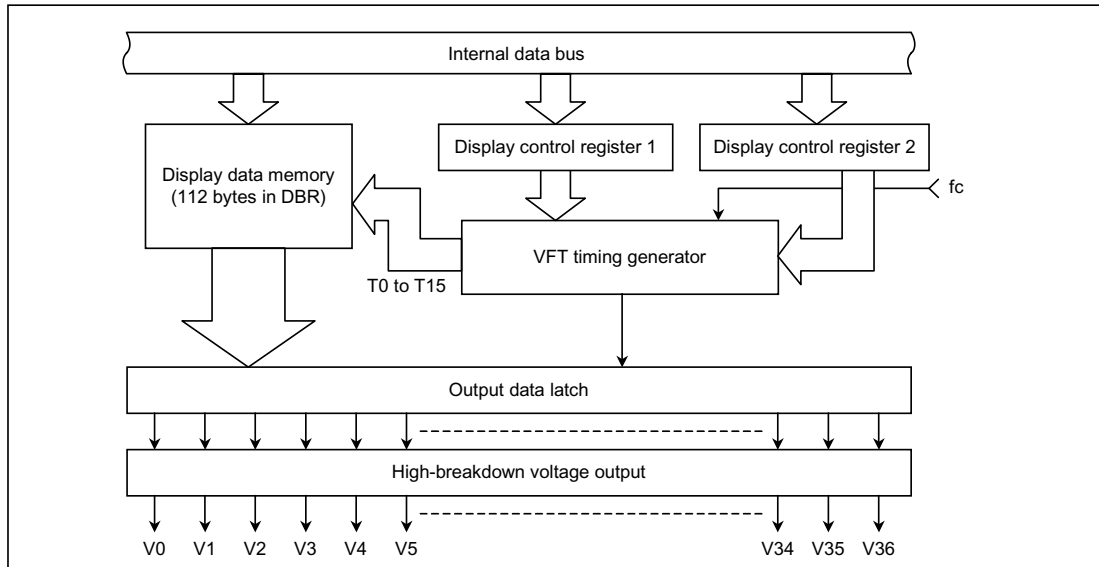 Internal data bus
Display data memory
(112 bytes in DBR)
Display control register 1
Display control register 2
fc
VFT timing generator
T0 to T15
Output data latch
High-breakdown voltage output
V0 V1 V2 V3 V4 V5 V34 V35 V36